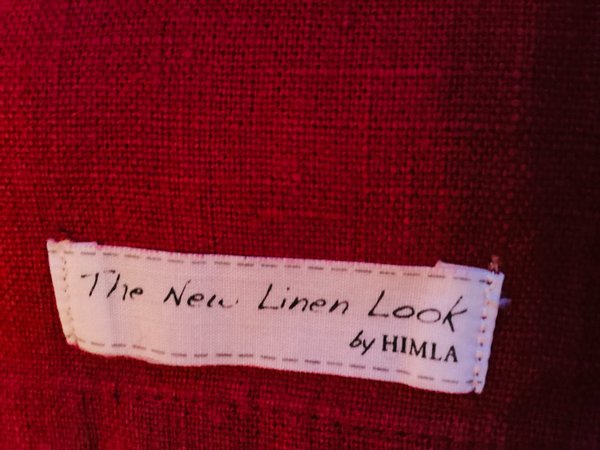 The New Linen Look
by HIMLA